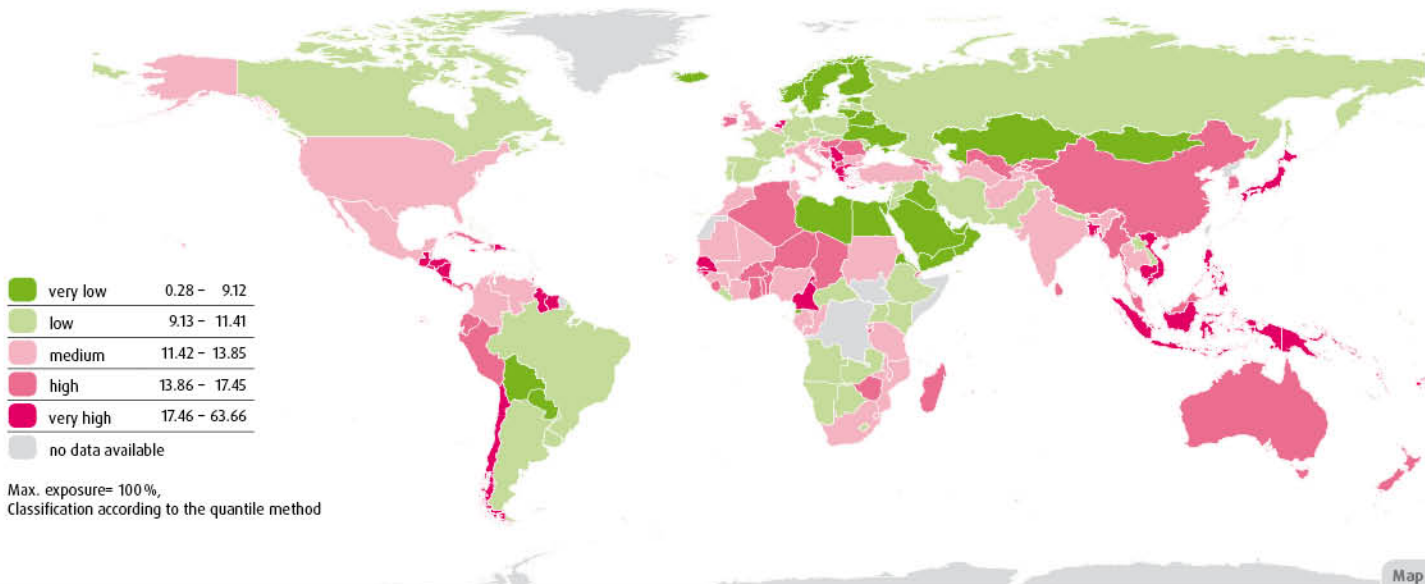 very low 0.28 – 9.12
low 9.13 – 11.41
medium 11.42 – 13.85
high 13.86 – 17.45
very high 17.46 – 63.66
no data available
Max. exposure= 100%,
Classification according to the quantile method
Map